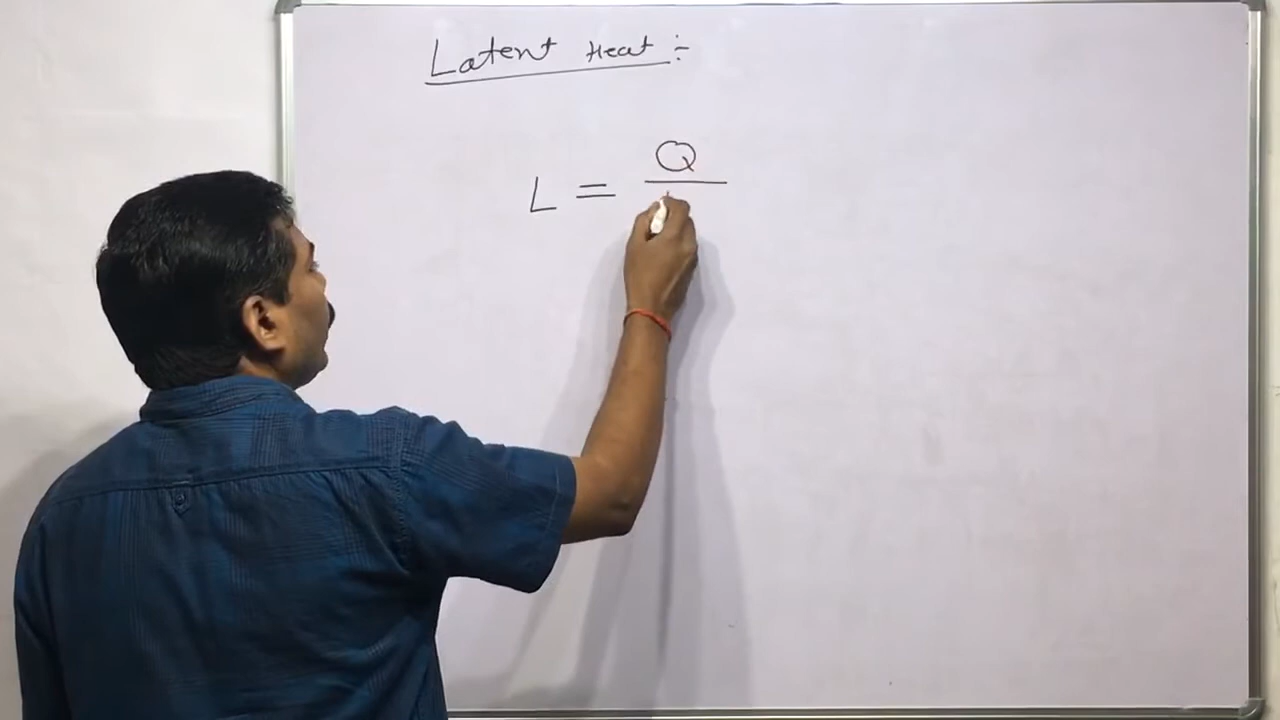 Latent Heat :-
L = Q